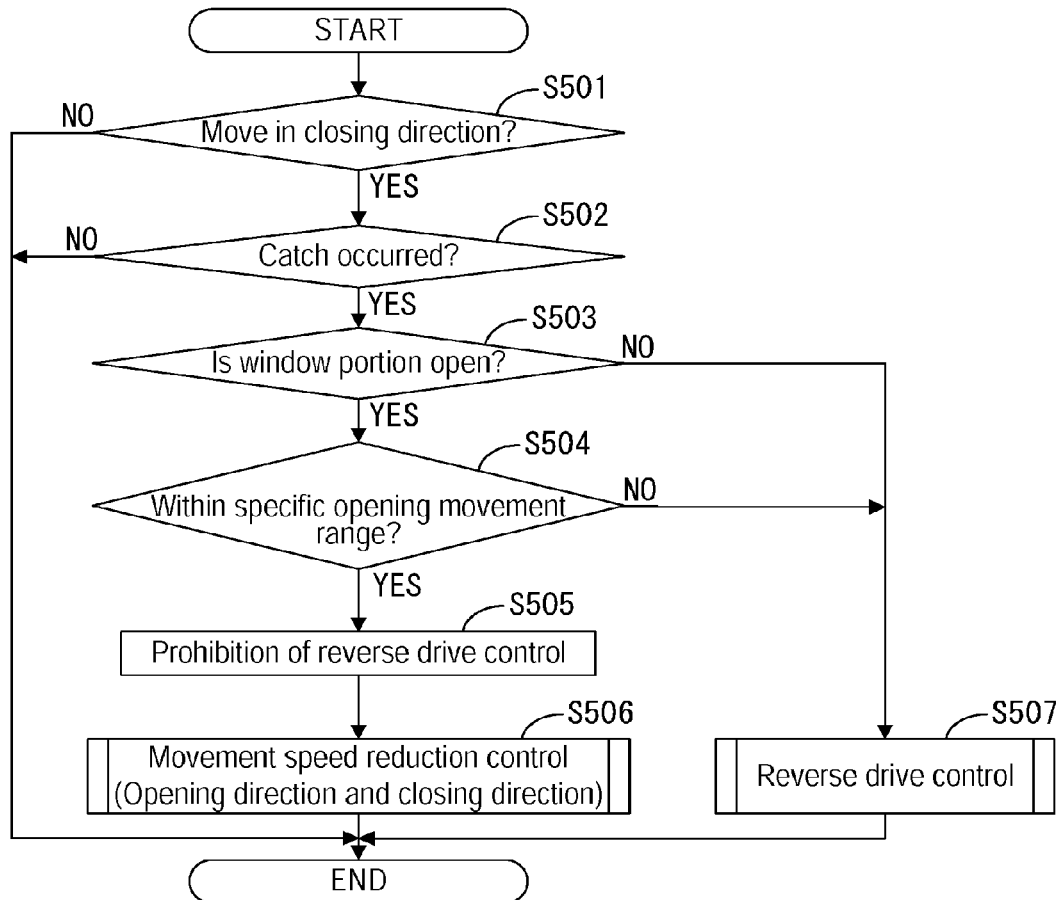 START
S501
NO
Move in closing direction?
YES
S502
NO
Catch occurred?
YES
S503
NO
Is window portion open?
YES
S504
NO
Within specific opening movement
range?
YES
S505
Prohibition of reverse drive control
S506
Movement speed reduction control
(Opening direction and closing direction)
S507
Reverse drive control
END